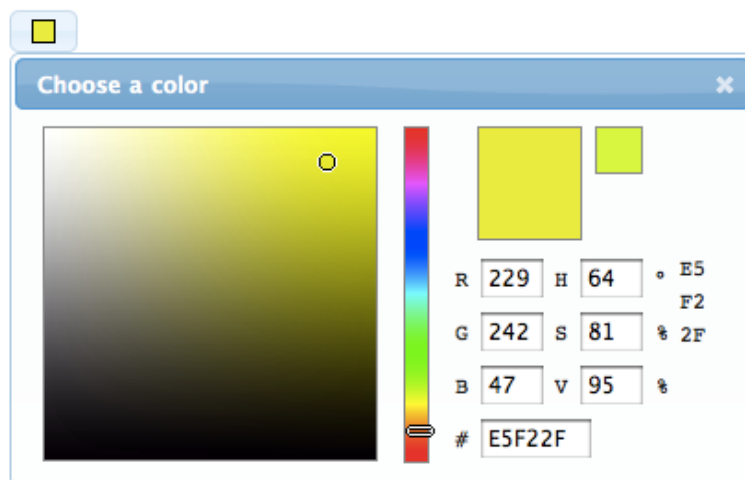 Choose a color
R 229 H 64 ° E5
F2
G 242 S 81 % 2F
B 47 V 95 %
# E5F22F